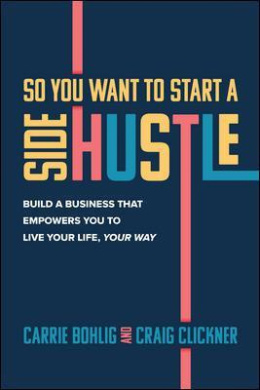 SO YOU WANT TO START A
SIDE HUSTLE
BUILD A BUSINESS THAT
EMPOWERS YOU TO
LIVE YOUR LIFE, YOUR WAY
CARRIE BOHLIG AND CRAIG CLICKNER